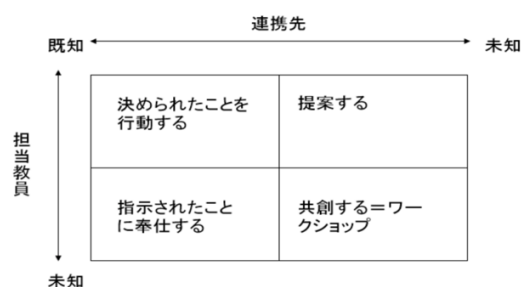 連携先
既知
未知
決められたことを
行動する
提案する
担当教員
指示されたこと
に奉仕する
共創する＝ワー
クショップ
未知